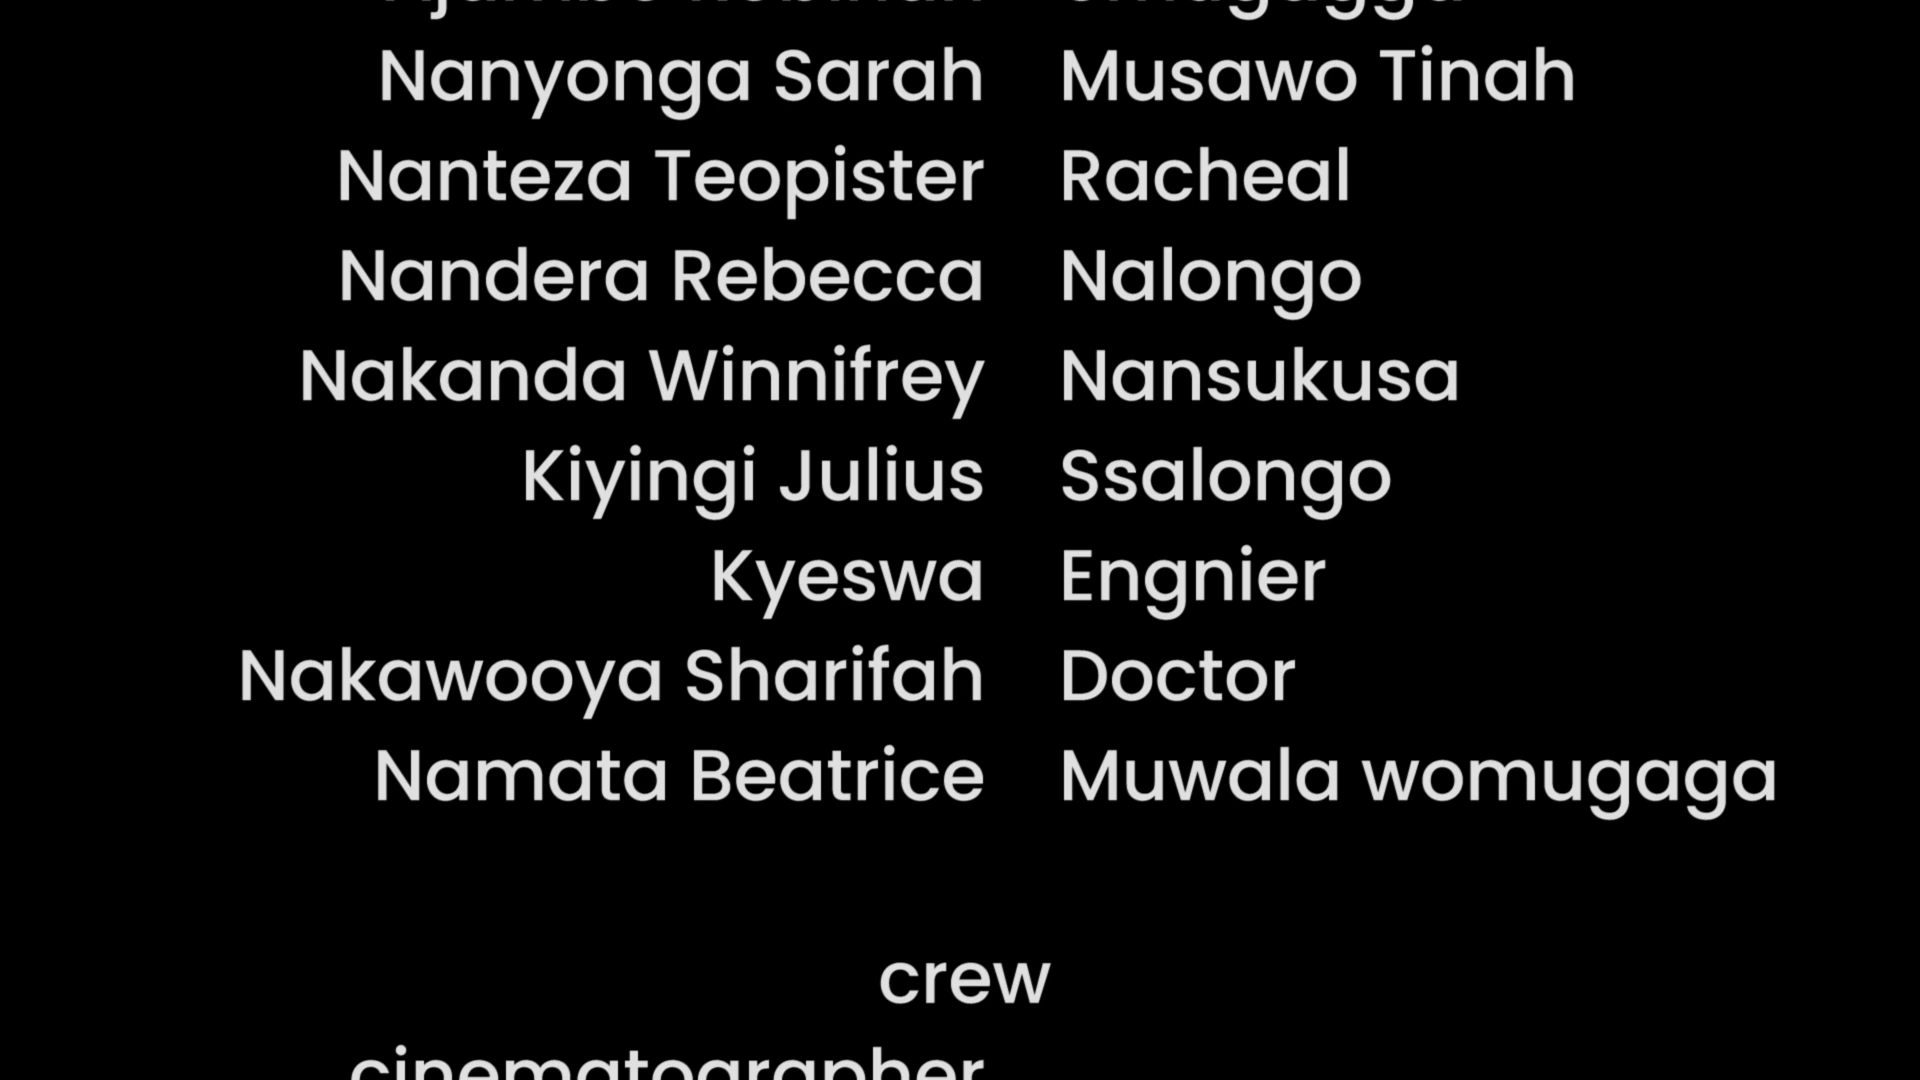 Nanyonga Sarah Musawo Tinah
Nanteza Teopister Racheal
Nandera Rebecca Nalongo
Nakanda Winnifrey Nansukusa
Kiyingi Julius Ssalongo
Kyeswa Engnier
Nakawooya Sharifah Doctor
Namata Beatrice Muwala womugaga
crew
cinematographer